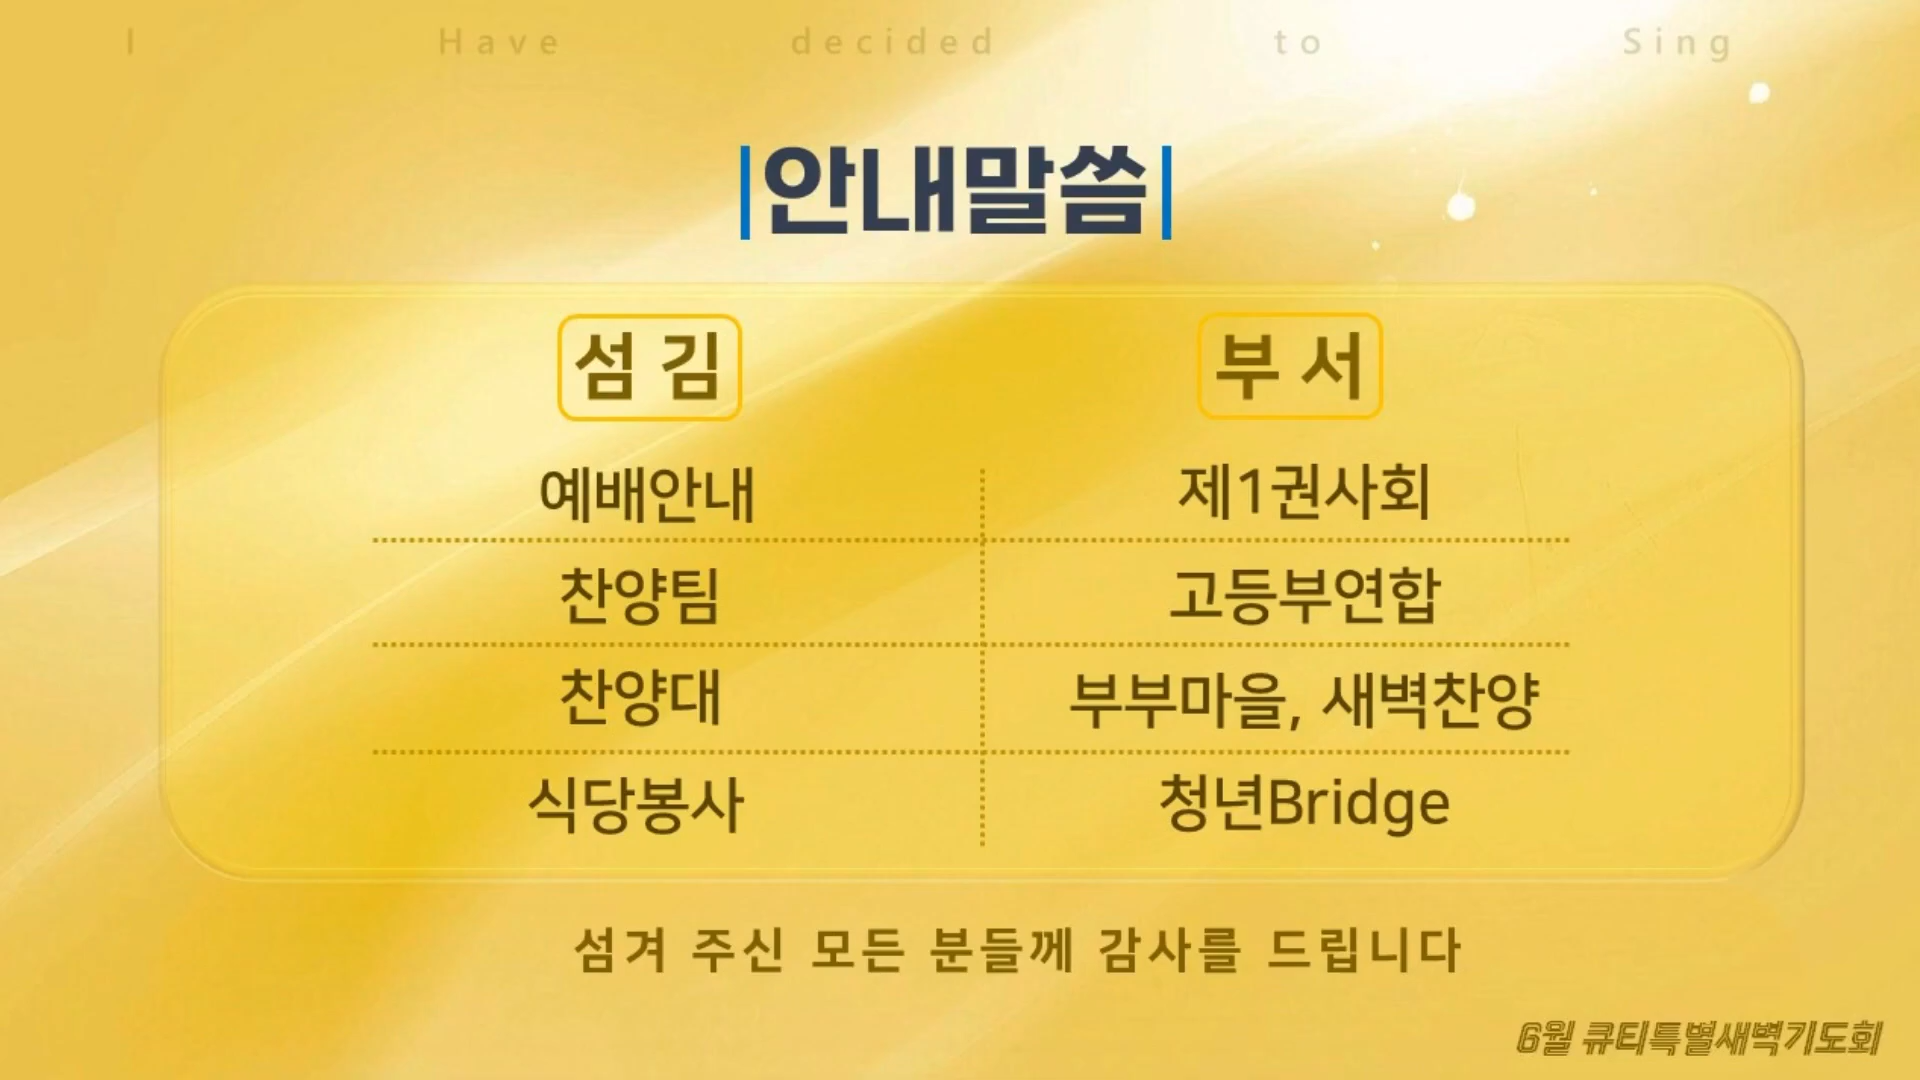 I Have decided to Sing
|안내말씀|
섬 김 부 서
예배안내 제1권사회
찬양팀 고등부연합
찬양대 부부마을, 새벽찬양
식당봉사 청년Bridge
섬겨 주신 모든 분들께 감사를 드립니다
6월 큐티특별새벽기도회